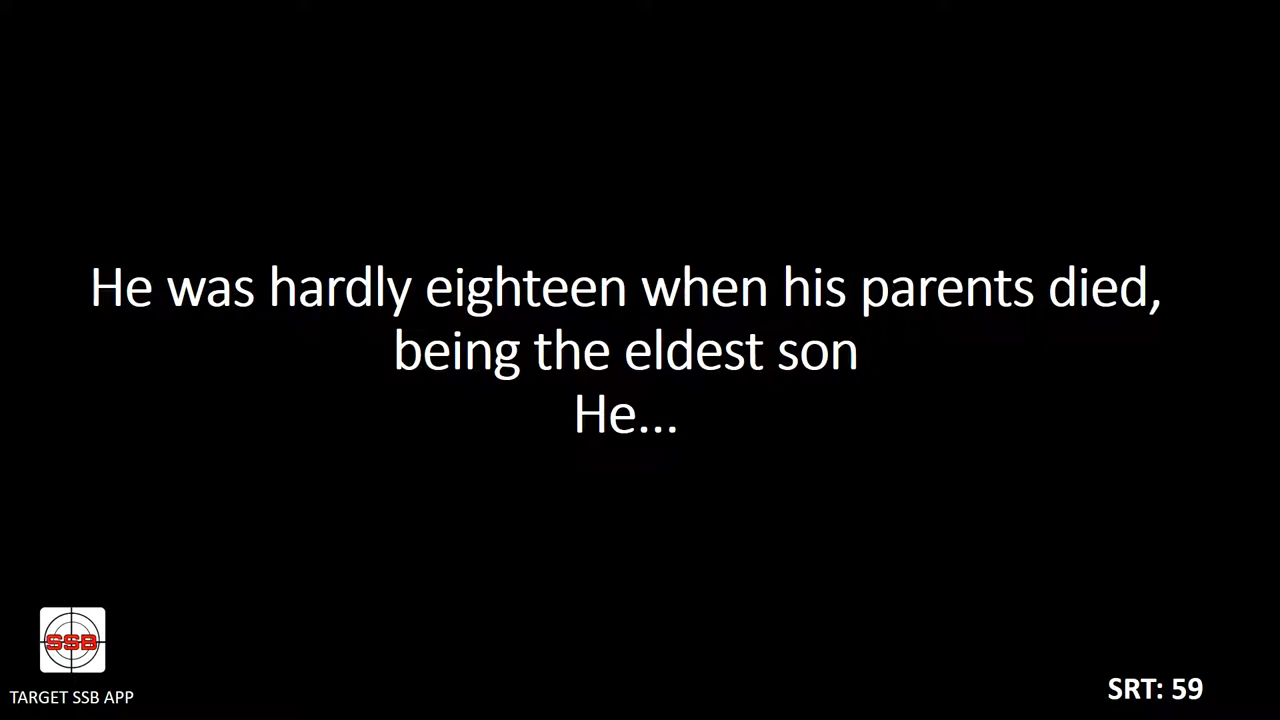 He was hardly eighteen when his parents died,
being the eldest son
He...
SSB
TARGET SSB APP
SRT: 59